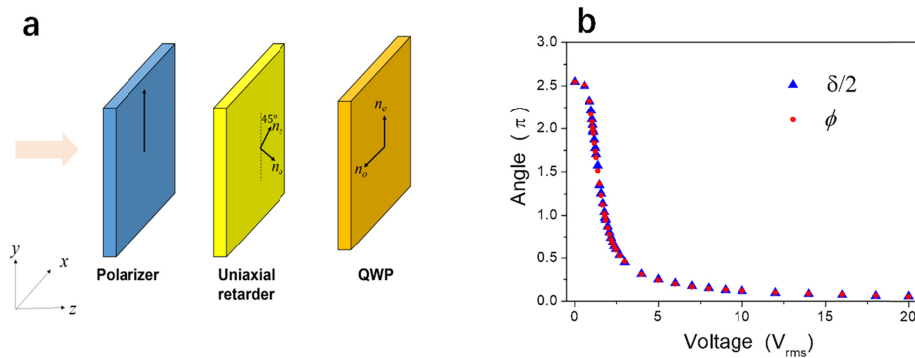 a
45°
n_e
n_o
n_e
n_o
y
x
z
Polarizer
Uniaxial
retarder
QWP
b
3.0
2.5
2.0
1.5
1.0
0.5
0.0
Angle (π)
δ/2
ϕ
0
5
10
15
20
Voltage (V_rms)